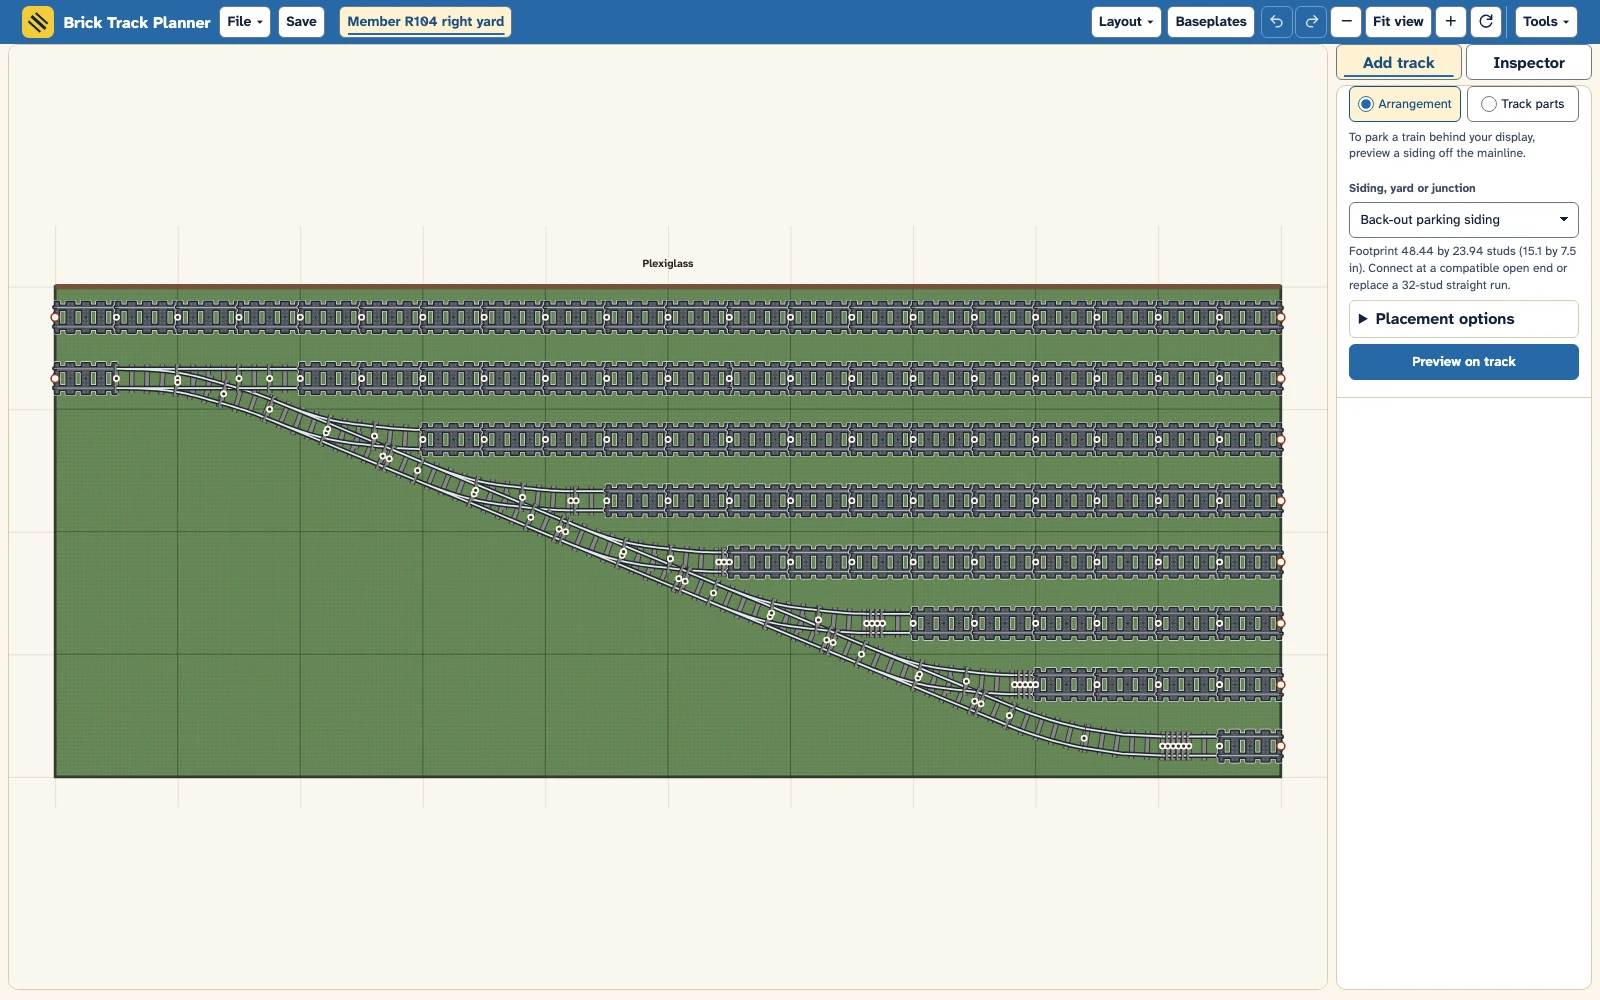 Brick Track Planner
File
Save
Member R104 right yard
Layout
Baseplates
−
Fit view
+
Tools
Add track
Inspector
Arrangement
Track parts
To park a train behind your display,
preview a siding off the mainline.
Siding, yard or junction
Back-out parking siding
Footprint 48.44 by 23.94 studs (15.1 by 7.5
in). Connect at a compatible open end or
replace a 32-stud straight run.
Placement options
Preview on track
Plexiglass